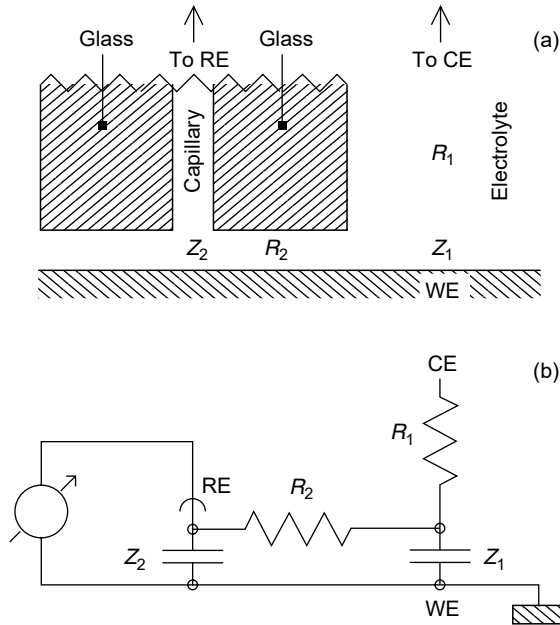 (a)
Glass
Glass
To RE
To CE
Capillary
R1
Electrolyte
Z2
R2
Z1
WE
(b)
CE
R1
RE
R2
Z2
Z1
WE